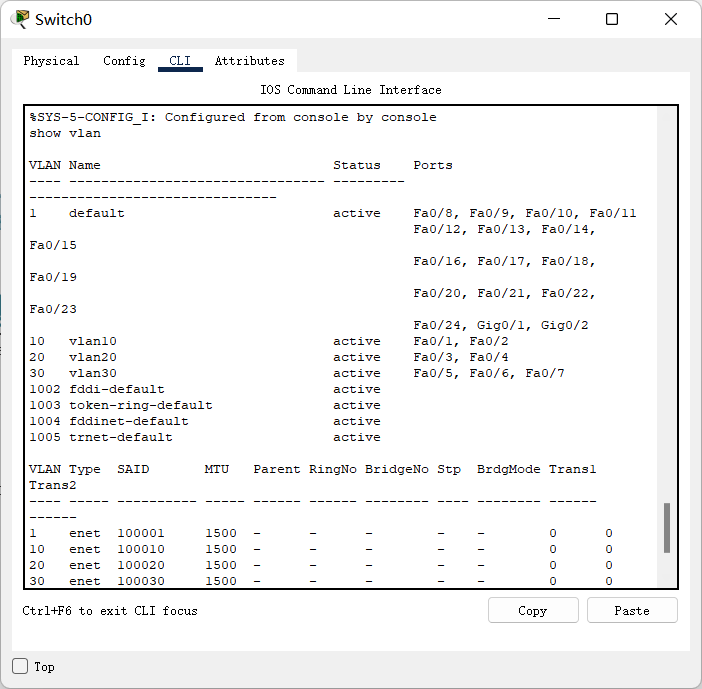 Switch0
Physical Config CLI Attributes
IOS Command Line Interface
%SYS-5-CONFIG_I: Configured from console by console
show vlan
VLAN Name Status Ports
---- -------------------------------- ---------
-------------------------------
1 default active Fa0/8, Fa0/9, Fa0/10, Fa0/11
Fa0/12, Fa0/13, Fa0/14,
Fa0/15
Fa0/16, Fa0/17, Fa0/18,
Fa0/19
Fa0/20, Fa0/21, Fa0/22,
Fa0/23
Fa0/24, Gig0/1, Gig0/2
10 vlan10 active Fa0/1, Fa0/2
20 vlan20 active Fa0/3, Fa0/4
30 vlan30 active Fa0/5, Fa0/6, Fa0/7
1002 fddi-default active
1003 token-ring-default active
1004 fddinet-default active
1005 trnet-default active
VLAN Type SAID MTU Parent RingNo BridgeNo Stp BrdgMode Trans1
Trans2
---- ----- ---------- ----- ------ ------ -------- ---- -------- ------
------
1 enet 100001 1500 - - - - - 0 0
10 enet 100010 1500 - - - - - 0 0
20 enet 100020 1500 - - - - - 0 0
30 enet 100030 1500 - - - - - 0 0
Ctrl+F6 to exit CLI focus
Copy Paste
Top